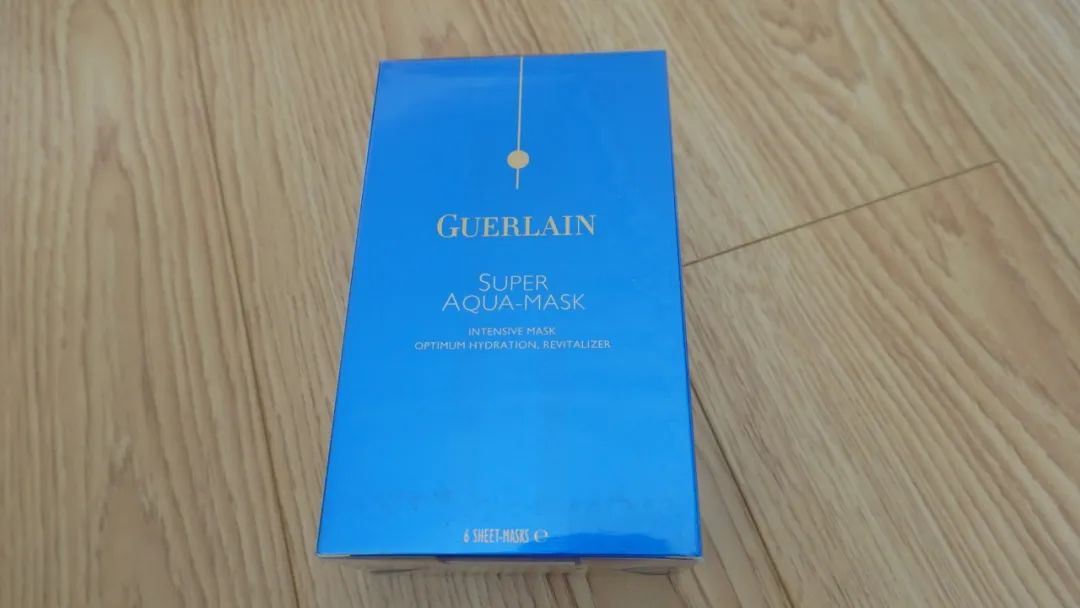 GUERLAIN
SUPER
AQUA-MASK
INTENSIVE MASK
OPTIMUM HYDRATION, REVITALIZER
6 SHEET-MASKS ℮